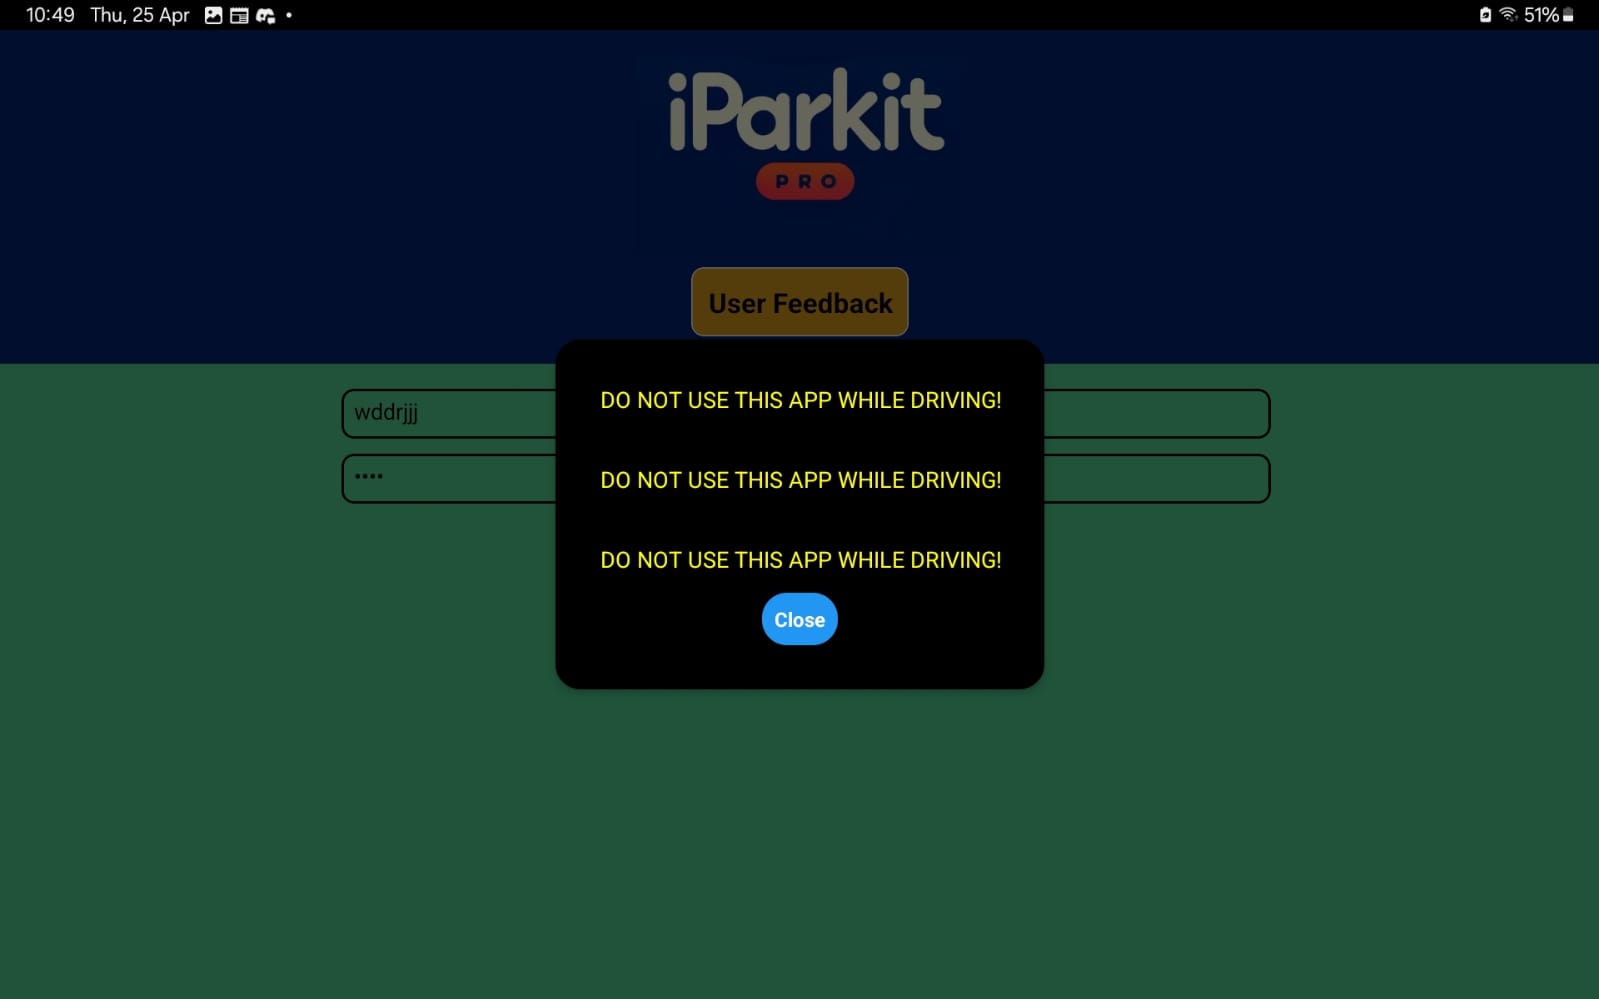 10:49 Thu, 25 Apr 51%
iParkit
PRO
User Feedback
DO NOT USE THIS APP WHILE DRIVING!
wddrjjj
DO NOT USE THIS APP WHILE DRIVING!
••••
DO NOT USE THIS APP WHILE DRIVING!
Close